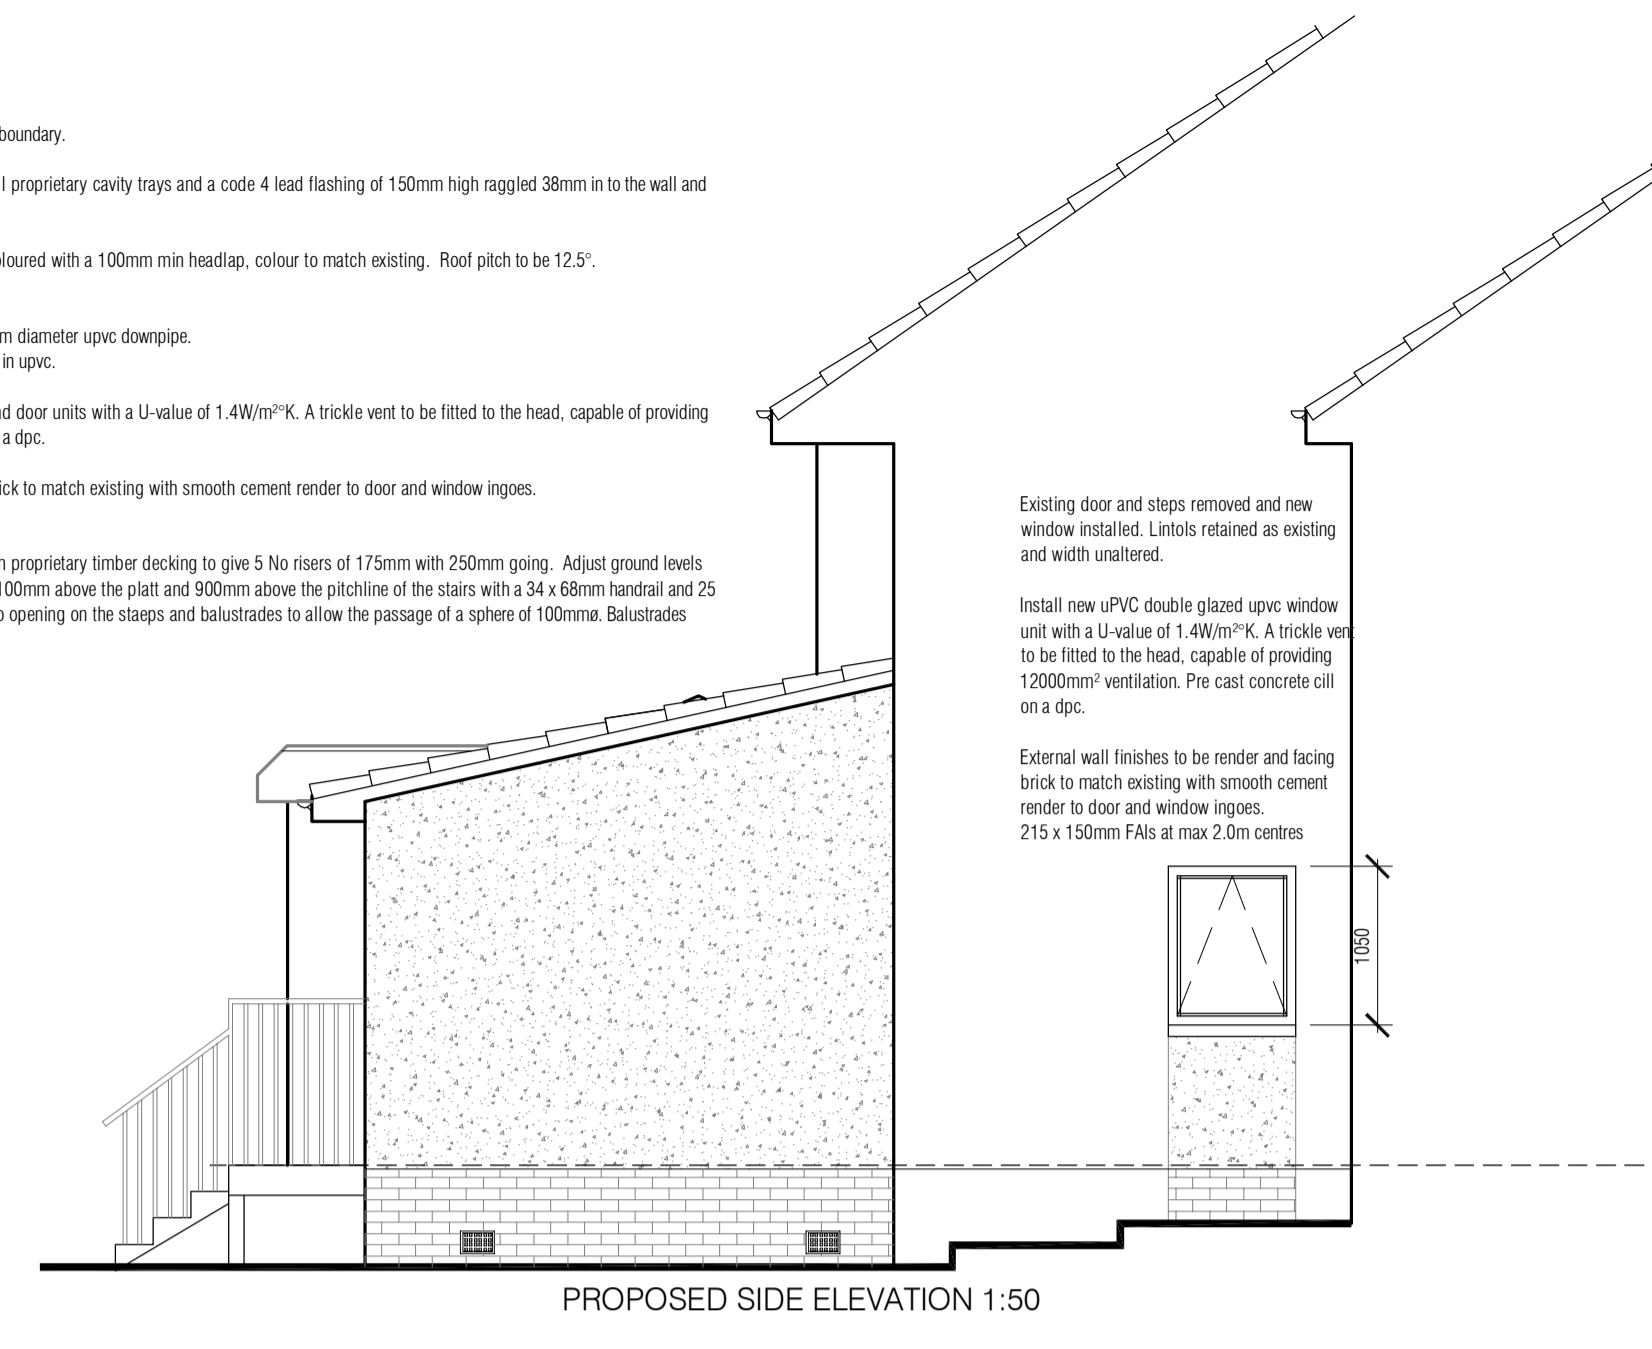 boundary.
proprietary cavity trays and a code 4 lead flashing of 150mm high raggled 38mm in to the wall and
with a 100mm min headlap, colour to match existing. Roof pitch to be 12.5°.
diameter upvc downpipe.
in upvc.
door units with a U-value of 1.4W/m²°K. A trickle vent to be fitted to the head, capable of providing
a dpc.
to match existing with smooth cement render to door and window ingoes.
proprietary timber decking to give 5 No risers of 175mm with 250mm going. Adjust ground levels
100mm above the platt and 900mm above the pitchline of the stairs with a 34 x 68mm handrail and 25
opening on the staeps and balustrades to allow the passage of a sphere of 100mmø. Balustrades
Existing door and steps removed and new
window installed. Lintols retained as existing
and width unaltered.
Install new uPVC double glazed upvc window
unit with a U-value of 1.4W/m²°K. A trickle vent
to be fitted to the head, capable of providing
12000mm² ventilation. Pre cast concrete cill
on a dpc.
External wall finishes to be render and facing
brick to match existing with smooth cement
render to door and window ingoes.
215 x 150mm FAIs at max 2.0m centres
1050
PROPOSED SIDE ELEVATION 1:50